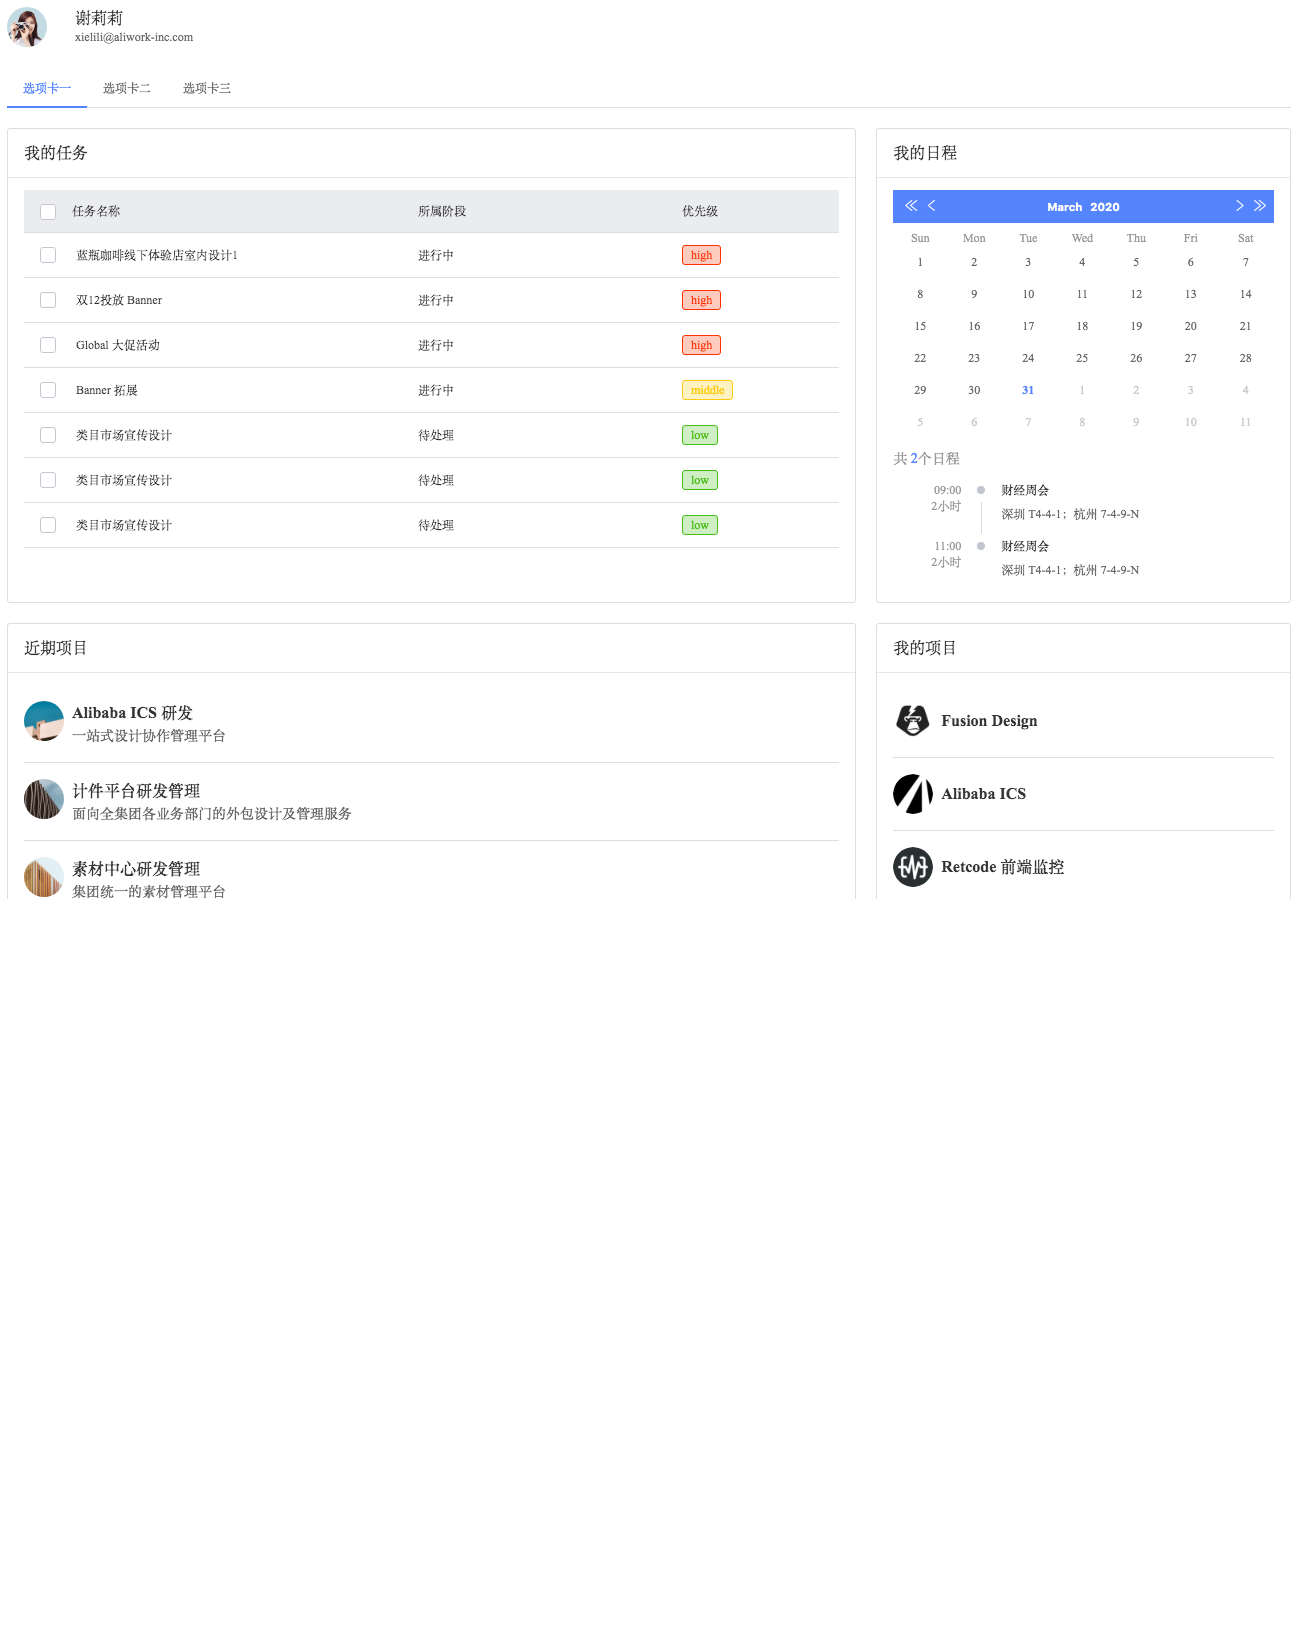 谢莉莉
xielili@aliwork-inc.com
选项卡一 选项卡二 选项卡三
我的任务
任务名称 所属阶段 优先级
蓝瓶咖啡线下体验店室内设计1 进行中 high
双12投放 Banner 进行中 high
Global 大促活动 进行中 high
Banner 拓展 进行中 middle
类目市场宣传设计 待处理 low
类目市场宣传设计 待处理 low
类目市场宣传设计 待处理 low
我的日程
March 2020
Sun Mon Tue Wed Thu Fri Sat
1 2 3 4 5 6 7
8 9 10 11 12 13 14
15 16 17 18 19 20 21
22 23 24 25 26 27 28
29 30 31 1 2 3 4
5 6 7 8 9 10 11
共 2个日程
09:00 财经周会
2小时 深圳 T4-4-1；杭州 7-4-9-N
11:00 财经周会
2小时 深圳 T4-4-1；杭州 7-4-9-N
近期项目
Alibaba ICS 研发
一站式设计协作管理平台
计件平台研发管理
面向全集团各业务部门的外包设计及管理服务
素材中心研发管理
集团统一的素材管理平台
我的项目
Fusion Design
Alibaba ICS
Retcode 前端监控